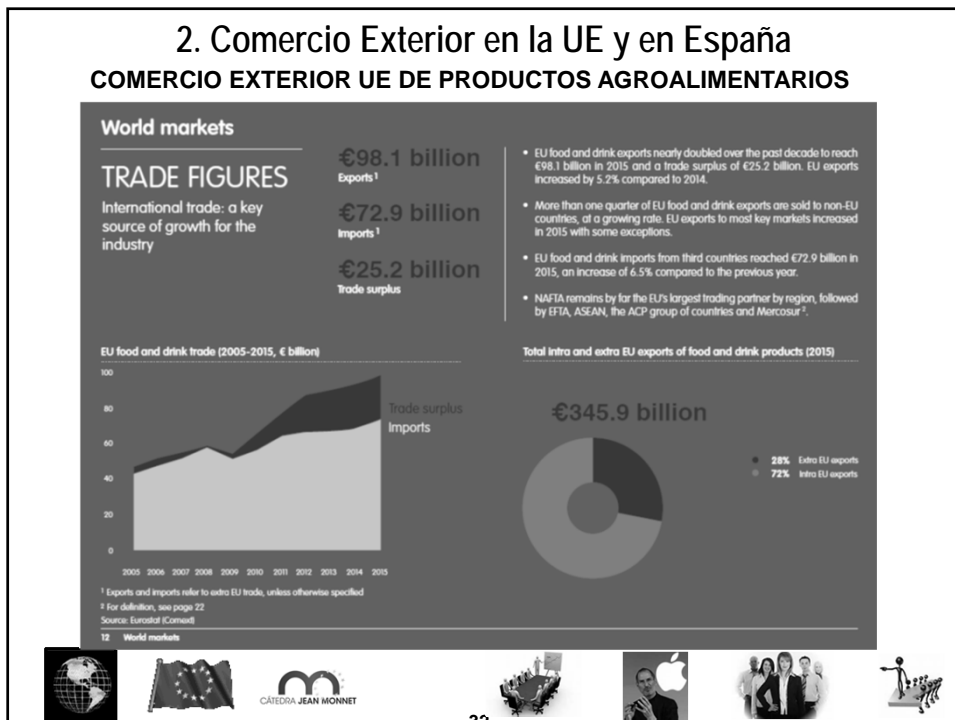 2. Comercio Exterior en la UE y en España
COMERCIO EXTERIOR UE DE PRODUCTOS AGROALIMENTARIOS
World markets
TRADE FIGURES
International trade: a key
source of growth for the
industry
€98.1 billion
Exports ¹
€72.9 billion
Imports ¹
€25.2 billion
Trade surplus
• EU food and drink exports nearly doubled over the past decade to reach
€98.1 billion in 2015 and a trade surplus of €25.2 billion. EU exports
increased by 5.2% compared to 2014.
• More than one quarter of EU food and drink exports are sold to non-EU
countries, at a growing rate. EU exports to most key markets increased
in 2015 with some exceptions.
• EU food and drink imports from third countries reached €72.9 billion in
2015, an increase of 6.5% compared to the previous year.
• NAFTA remains by far the EU's largest trading partner by region, followed
by EFTA, ASEAN, the ACP group of countries and Mercosur ².
EU food and drink trade (2005-2015, € billion)
100
80
60
40
20
0
2005 2006 2007 2008 2009 2010 2011 2012 2013 2014 2015
Trade surplus
Imports
Total intra and extra EU exports of food and drink products (2015)
€345.9 billion
28% Extra EU exports
72% Intra EU exports
¹ Exports and imports refer to extra EU trade, unless otherwise specified
² For definition, see page 22
Source: Eurostat (Comext)
12 World markets
CÁTEDRA JEAN MONNET